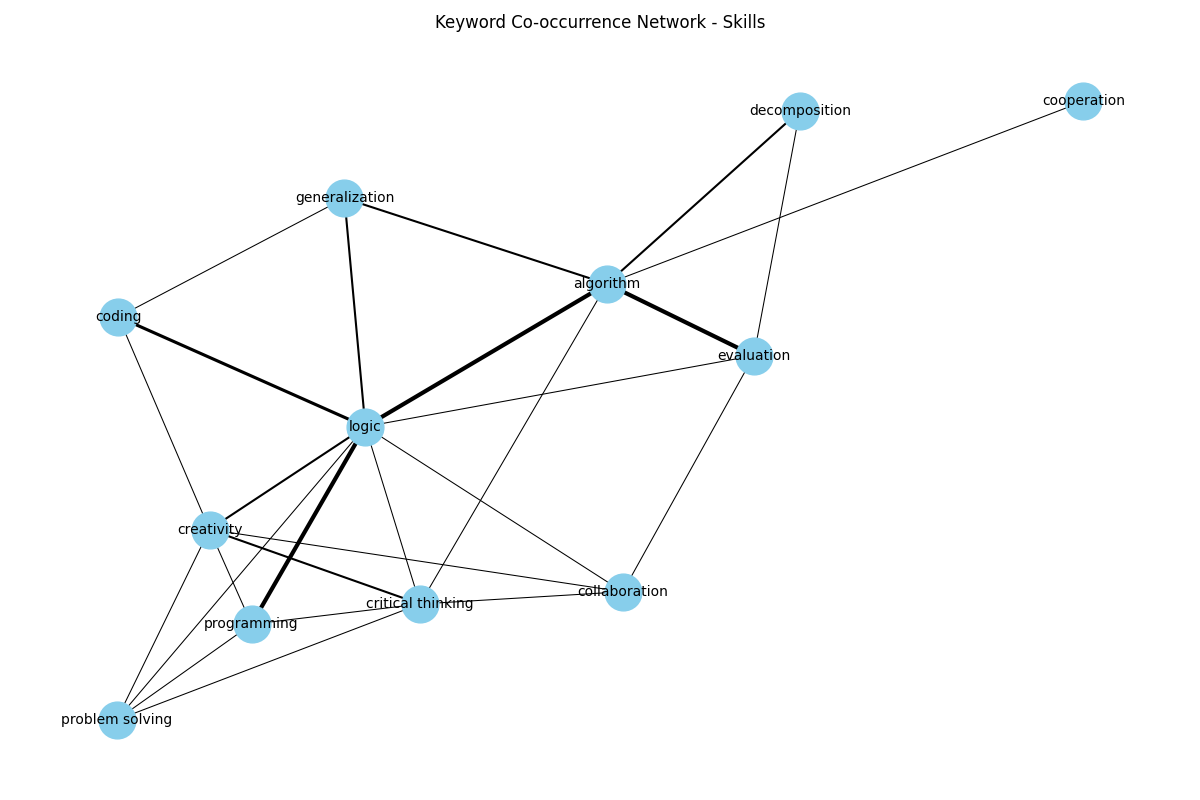 Keyword Co-occurrence Network - Skills
cooperation
decomposition
generalization
algorithm
coding
evaluation
logic
creativity
collaboration
critical thinking
programming
problem solving